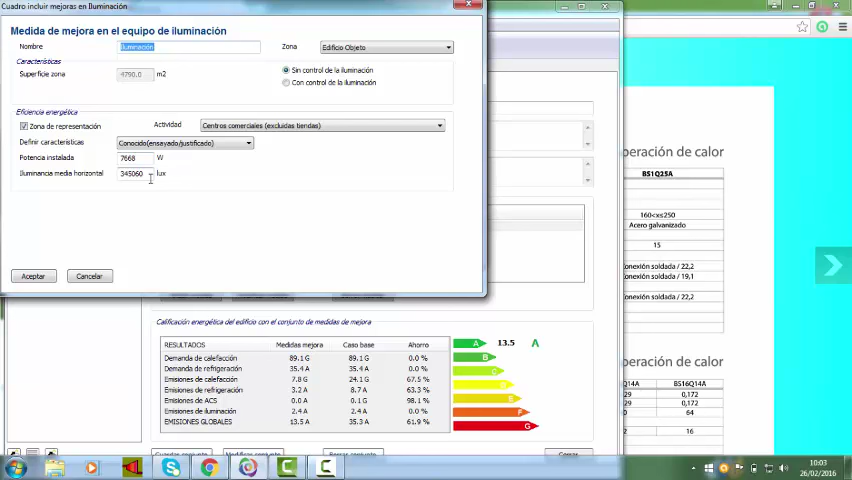 Cuadro incluir mejoras en Iluminación
Medida de mejora en el equipo de iluminación
Nombre Iluminación Zona Edificio Objeto
Características
Superficie zona 4790.0 m2
Sin control de la iluminación
Con control de la iluminación
Eficiencia energética
Zona de representación Actividad Centros comerciales (excluidas tiendas)
Definir características Conocido(ensayado/justificado)
Potencia instalada 7668 W
Iluminancia media horizontal 345060 lux
Aceptar Cancelar
Calificación energética del edificio con el conjunto de medidas de mejora
RESULTADOS Medidas mejora Caso base Ahorro
Demanda de calefacción 89.1 G 89.1 G 0.0 %
Demanda de refrigeración 35.4 A 35.4 A 0.0 %
Emisiones de calefacción 7.8 G 24.1 G 67.5 %
Emisiones de refrigeración 3.2 A 8.7 A 63.3 %
Emisiones de ACS 0.0 A 0.1 G 98.1 %
Emisiones de iluminación 2.4 A 2.4 A 0.0 %
EMISIONES GLOBALES 13.5 A 35.3 A 61.9 %
A 13.5 A
B
C
D
E
F
G
peración de calor
BS1Q25A
160<x≤250
Acero galvanizado
15
Conexión soldada / 22,2
Conexión soldada / 19,1
Conexión soldada / 22,2
peración de calor
Q14A BS16Q14A
29 0,172
03 0,172
64
2 16
10:03
26/02/2016